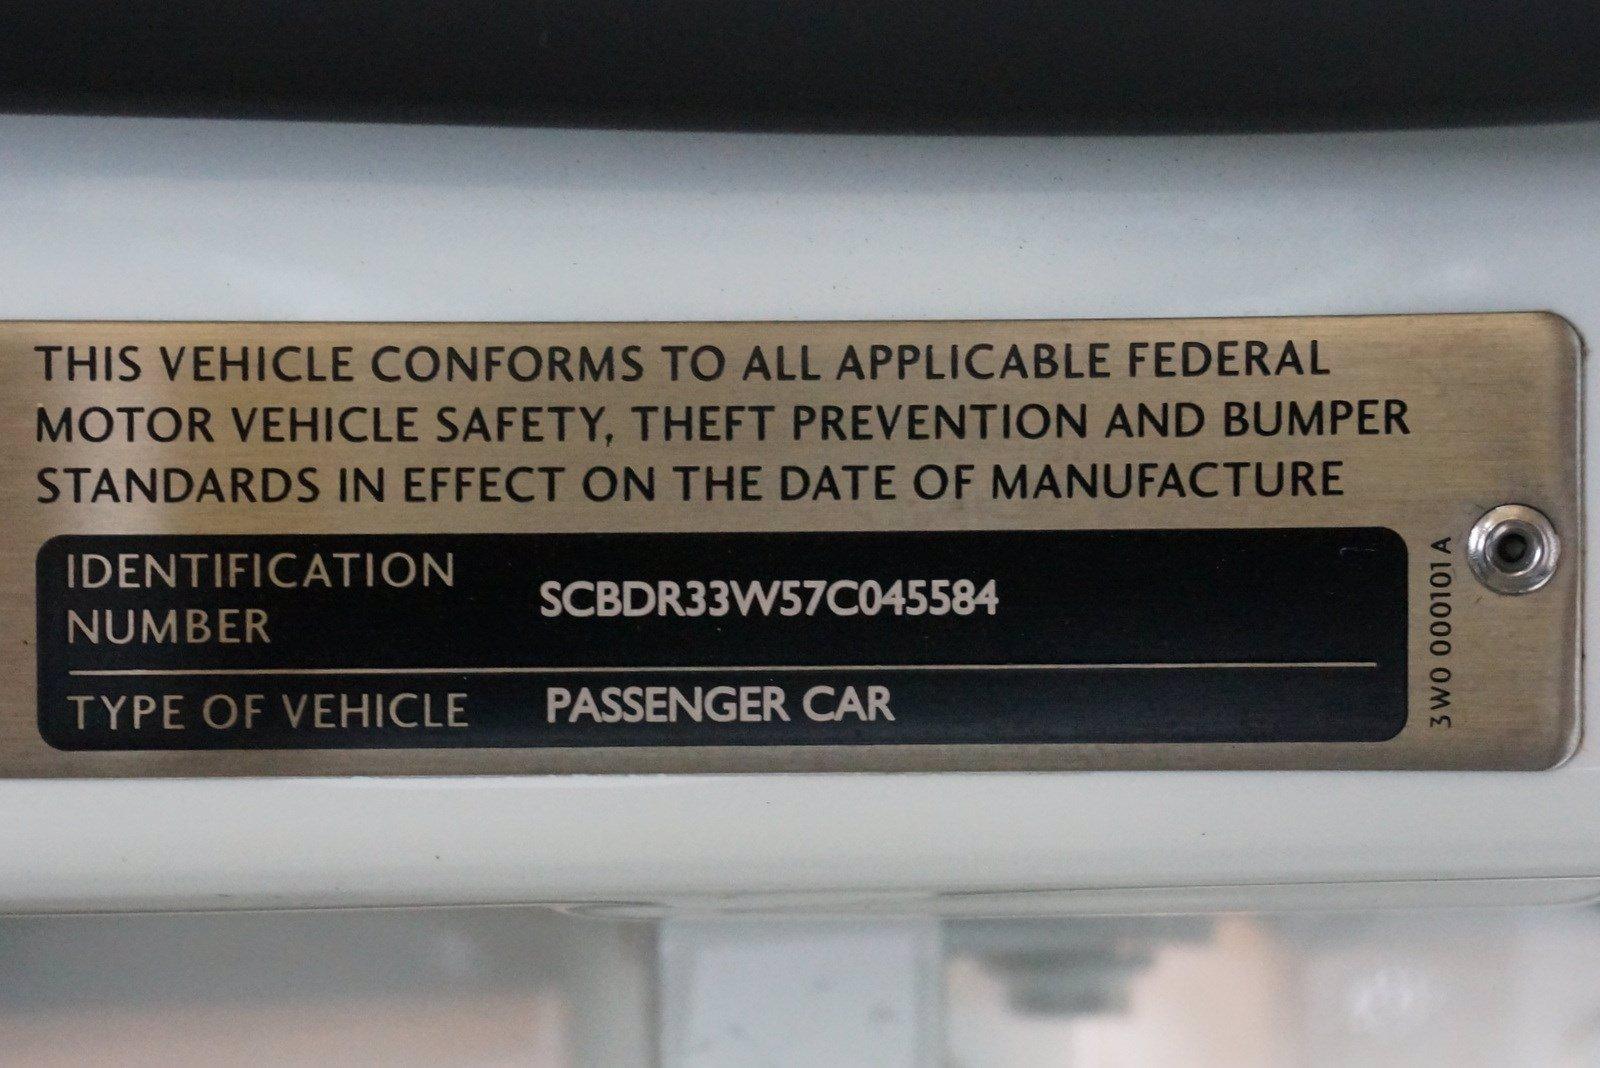 THIS VEHICLE CONFORMS TO ALL APPLICABLE FEDERAL
MOTOR VEHICLE SAFETY, THEFT PREVENTION AND BUMPER
STANDARDS IN EFFECT ON THE DATE OF MANUFACTURE
IDENTIFICATION
NUMBER
SCBDR33W57C045584
TYPE OF VEHICLE PASSENGER CAR
3W0 000101 A